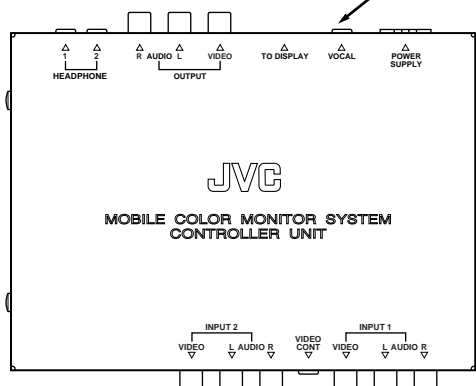 1 2 R AUDIO L VIDEO TO DISPLAY VOCAL POWER SUPPLY
HEADPHONE OUTPUT
JVC
MOBILE COLOR MONITOR SYSTEM
CONTROLLER UNIT
INPUT 2 INPUT 1
VIDEO L AUDIO R VIDEO CONT VIDEO L AUDIO R